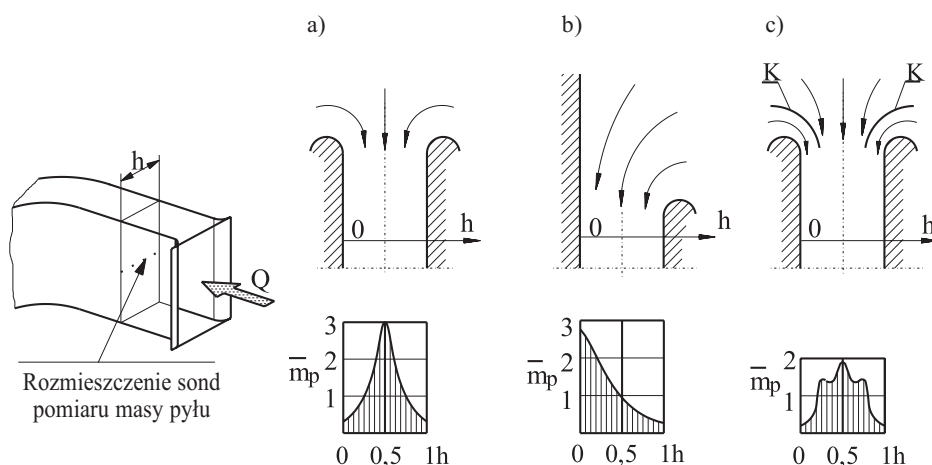 a)
b)
c)
K
K
h
0
h
0
h
0
h
Q
Rozmieszczenie sond
pomiaru masy pyłu
3
m̅p 2
1
0 0,5 1h
3
m̅p 2
1
0 0,5 1h
2
m̅p 1
0 0,5 1h